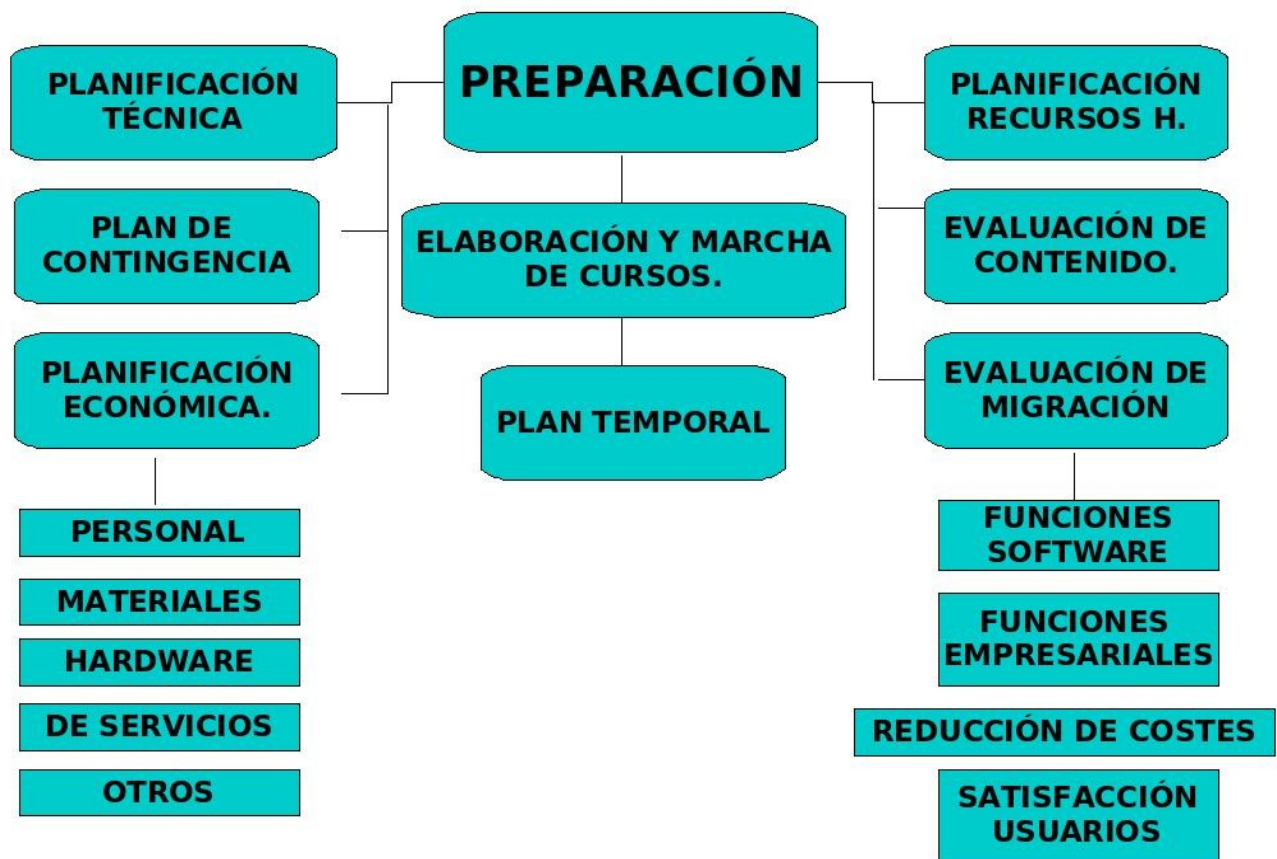 PREPARACIÓN
PLANIFICACIÓN
TÉCNICA
PLAN DE
CONTINGENCIA
PLANIFICACIÓN
ECONÓMICA.
PERSONAL
MATERIALES
HARDWARE
DE SERVICIOS
OTROS
ELABORACIÓN Y MARCHA
DE CURSOS.
PLAN TEMPORAL
PLANIFICACIÓN
RECURSOS H.
EVALUACIÓN DE
CONTENIDO.
EVALUACIÓN DE
MIGRACIÓN
FUNCIONES
SOFTWARE
FUNCIONES
EMPRESARIALES
REDUCCIÓN DE COSTES
SATISFACCIÓN
USUARIOS